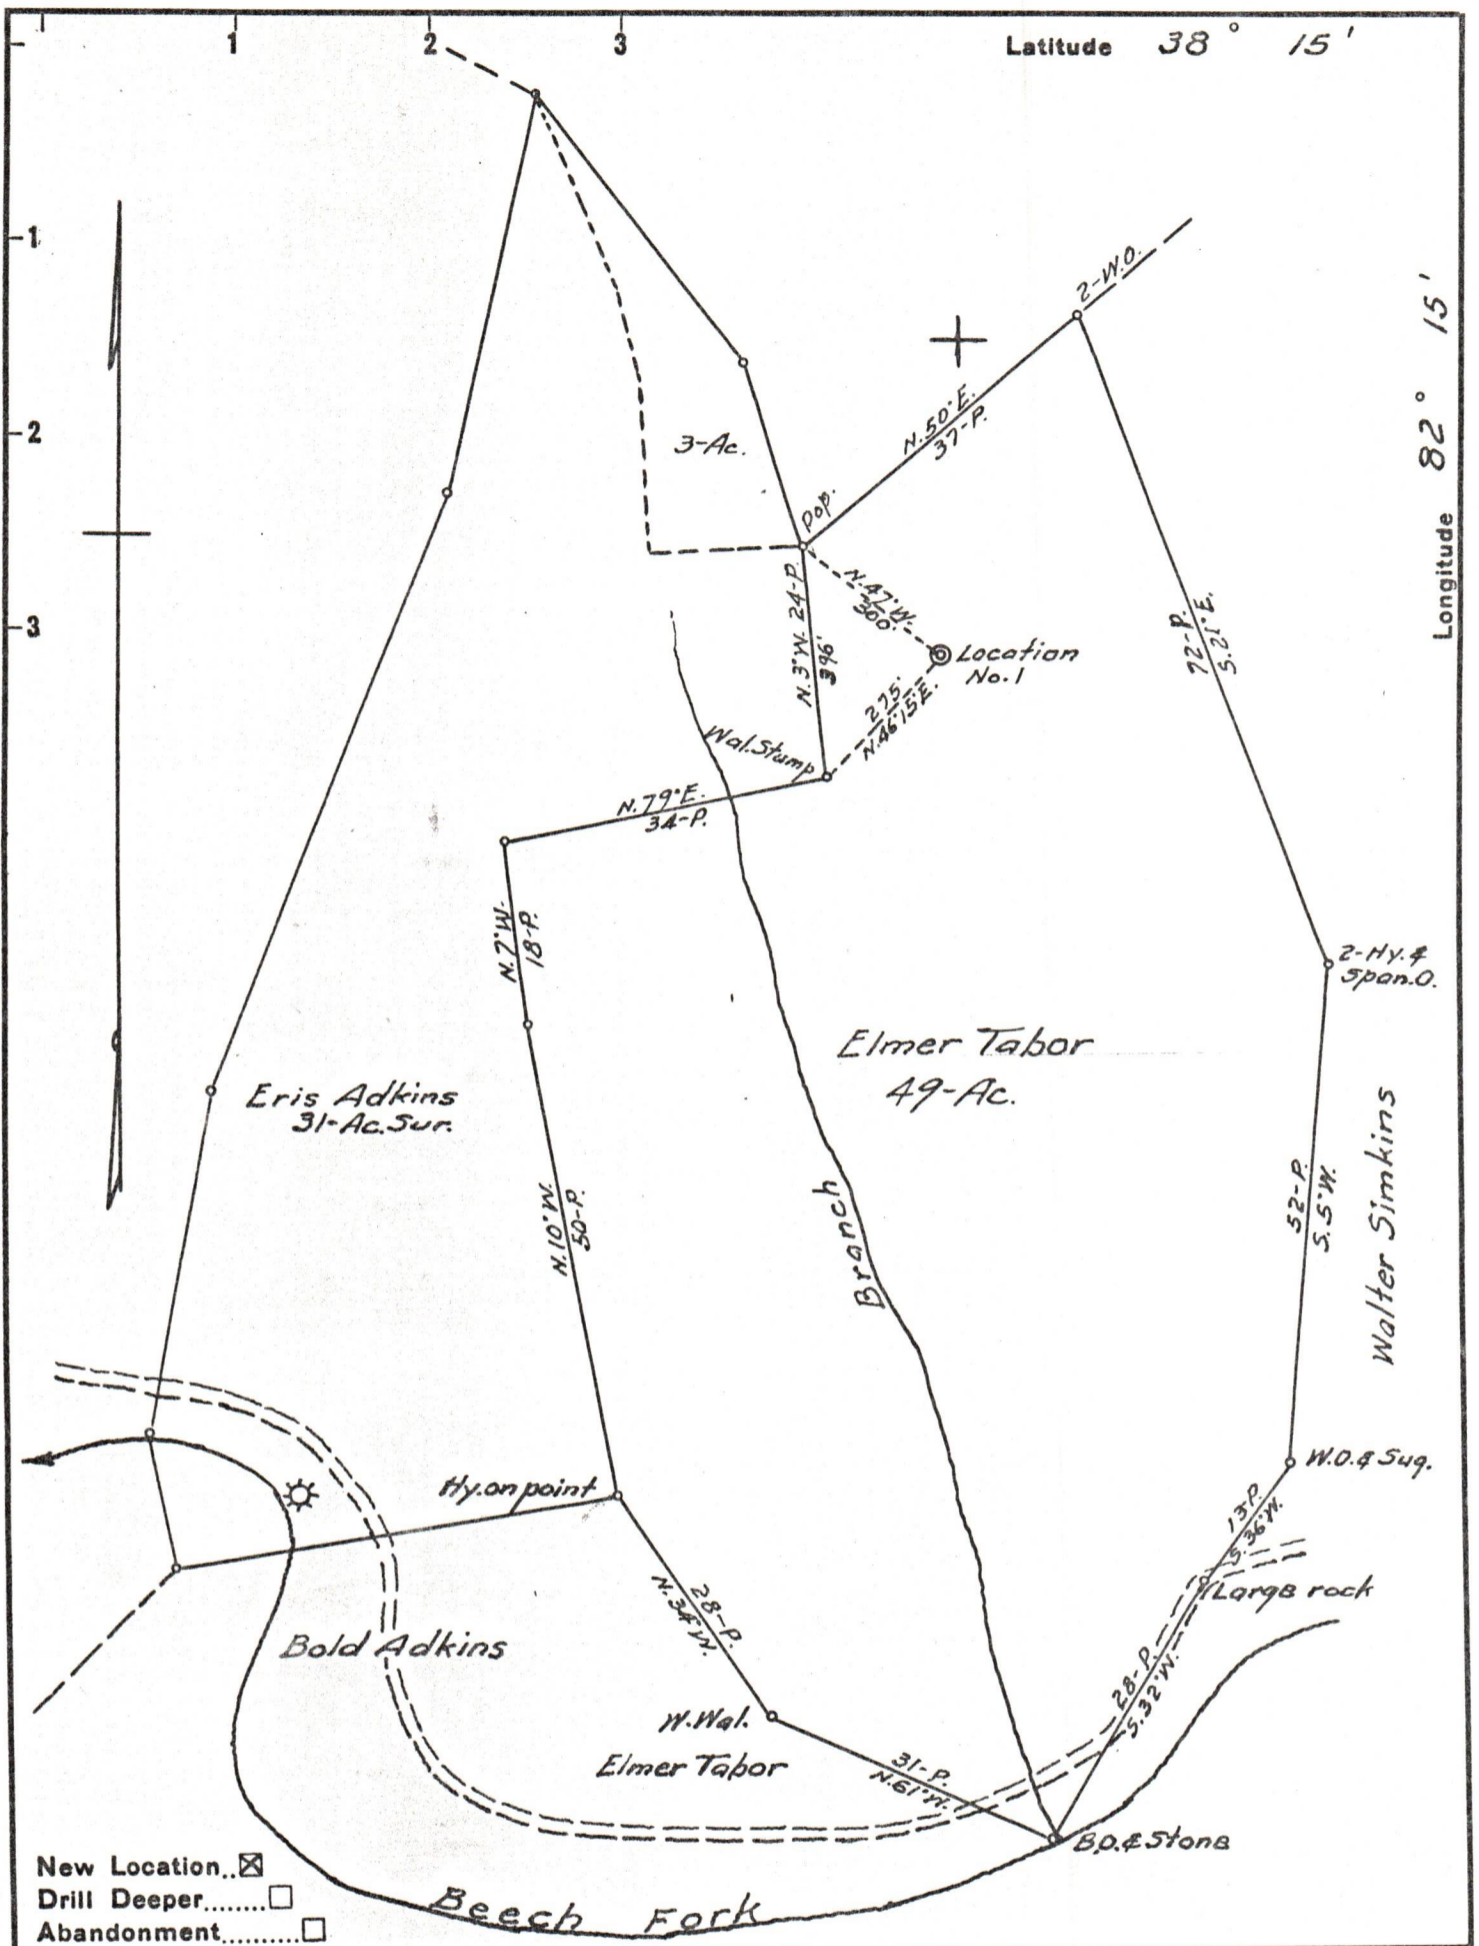 1 2 3 Latitude 38° 15'
1
2
3
Longitude 82° 15'
2-W.O.
N.50°E.
37-P.
3-Ac.
Pop.
N.47°W.
300'
N.3°W. 24-P.
396'
Location
No.1
275'
N.46°15'E.
Wal.Stump
72-P.
S.21°E.
N.79°E.
34-P.
N.7°W.
18-P.
2-Hy.&
Span.O.
Elmer Tabor
49-Ac.
Eris Adkins
31-Ac.Sur.
Walter Simkins
52-P.
S.5°W.
Branch
N.10°W.
50-P.
W.O.& Sug.
Hy.on point
13-P.
S.36°W.
Large rock
28-P.
N.34°W.
Bold Adkins
28-P.
S.32°W.
W.Wal.
Elmer Tabor
31-P.
N.61°W.
B.O.& Stone
New Location..☒
Drill Deeper........☐
Abandonment..........☐
Beech Fork